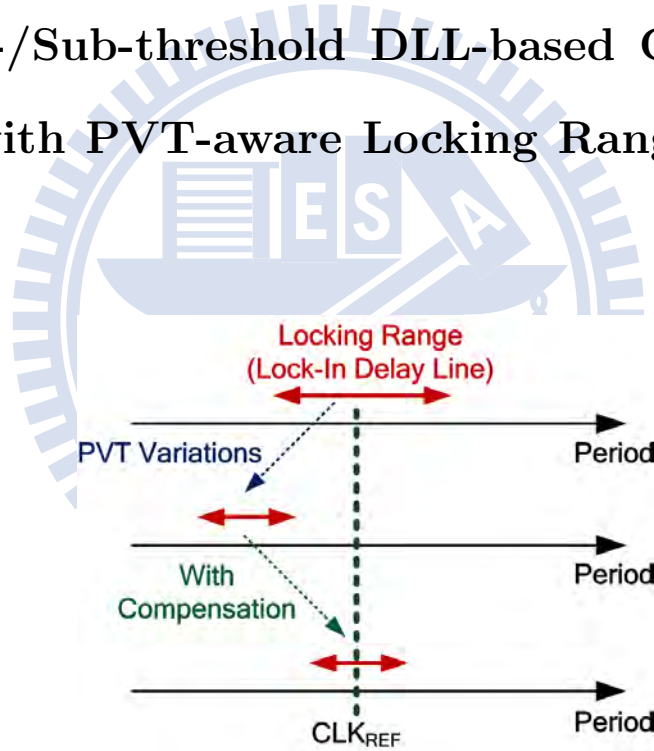 -/Sub-threshold DLL-based
with PVT-aware Locking Rang
E S A
Locking Range
(Lock-In Delay Line)
PVT Variations
Period
With
Compensation
Period
Period
CLKREF